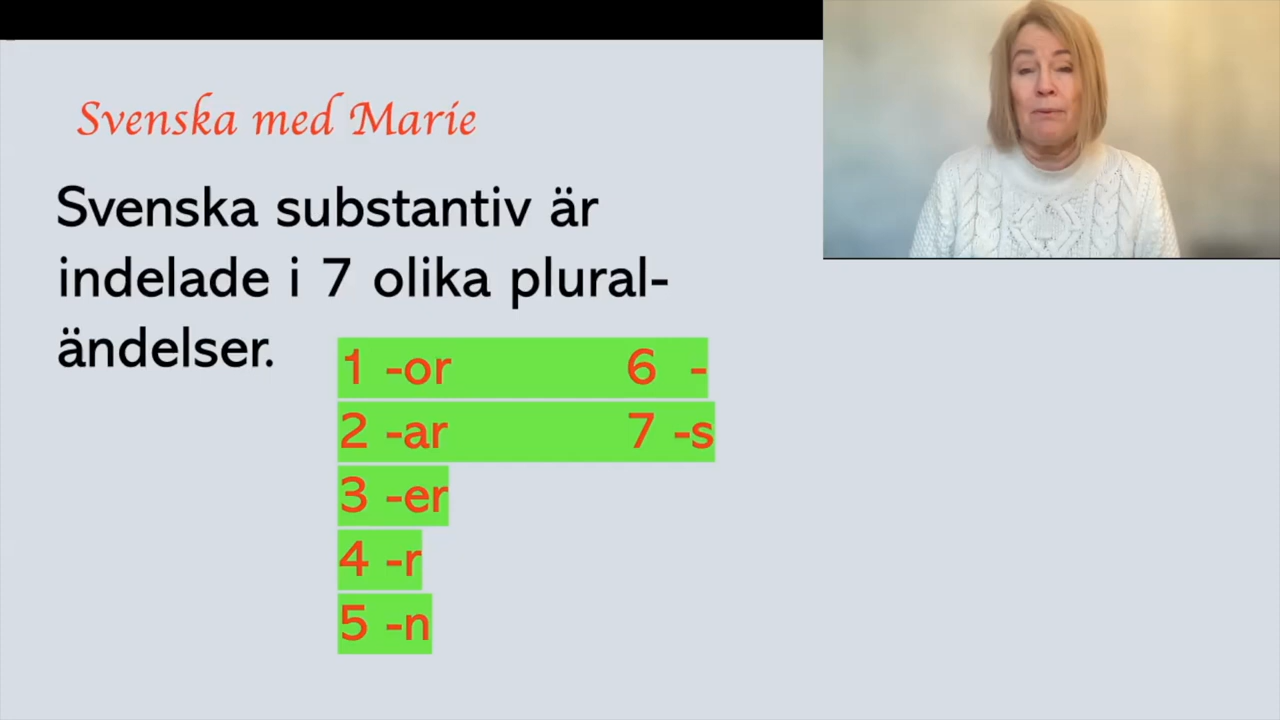 Svenska med Marie
Svenska substantiv är
indelade i 7 olika plural-
ändelser.
1 -or 6 -
2 -ar 7 -s
3 -er
4 -r
5 -n